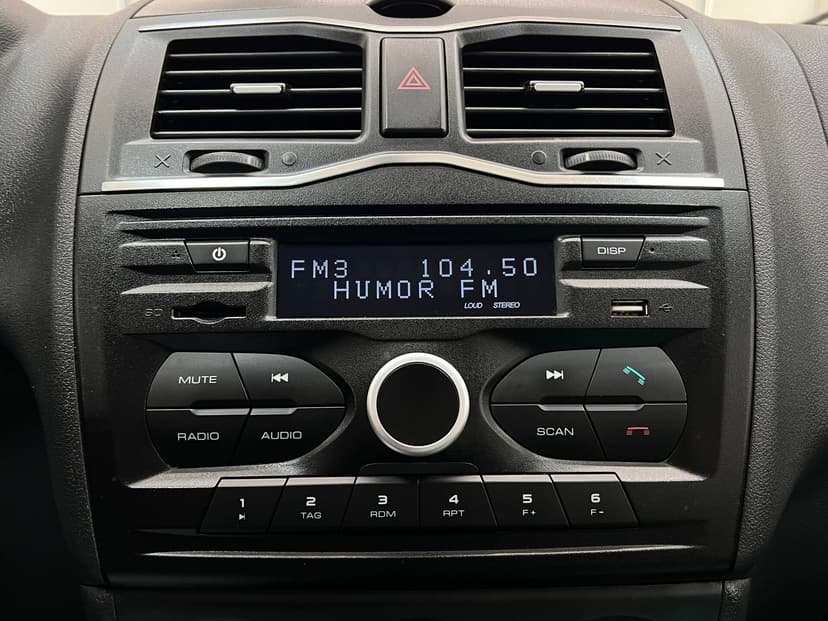 DISP
FM3 104.50
HUMOR FM
LOUD STEREO
SD
MUTE
RADIO AUDIO
SCAN
1 2 3 4 5 6
TAG RDM RPT F+ F-